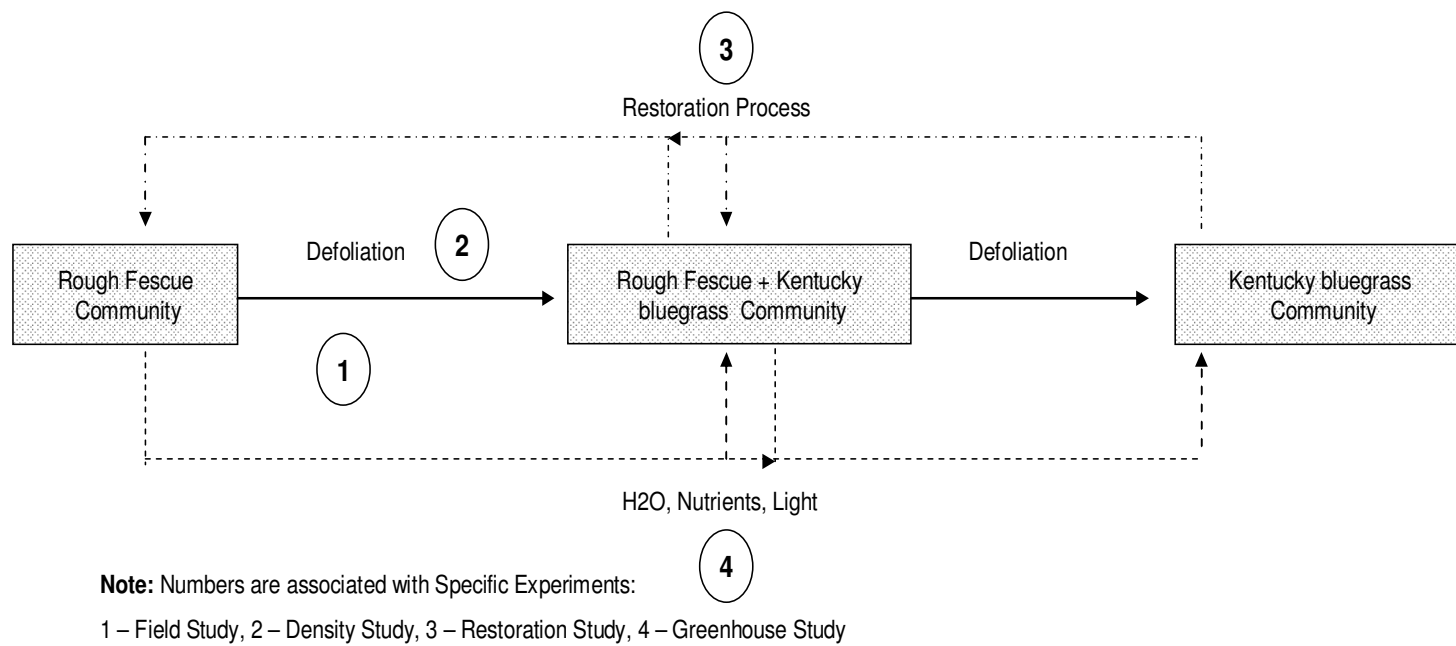 3
Restoration Process
Defoliation
2
Defoliation
Rough Fescue
Community
Rough Fescue + Kentucky
bluegrass Community
Kentucky bluegrass
Community
1
H2O, Nutrients, Light
4
Note: Numbers are associated with Specific Experiments:
1 – Field Study, 2 – Density Study, 3 – Restoration Study, 4 – Greenhouse Study